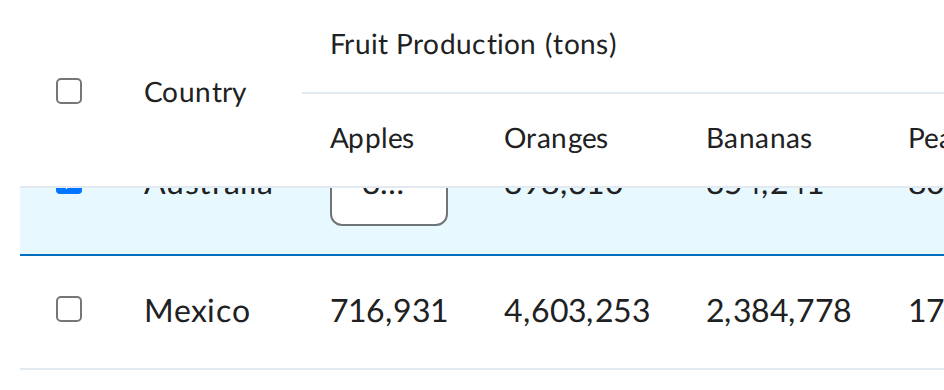 Fruit Production (tons)
Country
Apples Oranges Bananas
Mexico 716,931 4,603,253 2,384,778